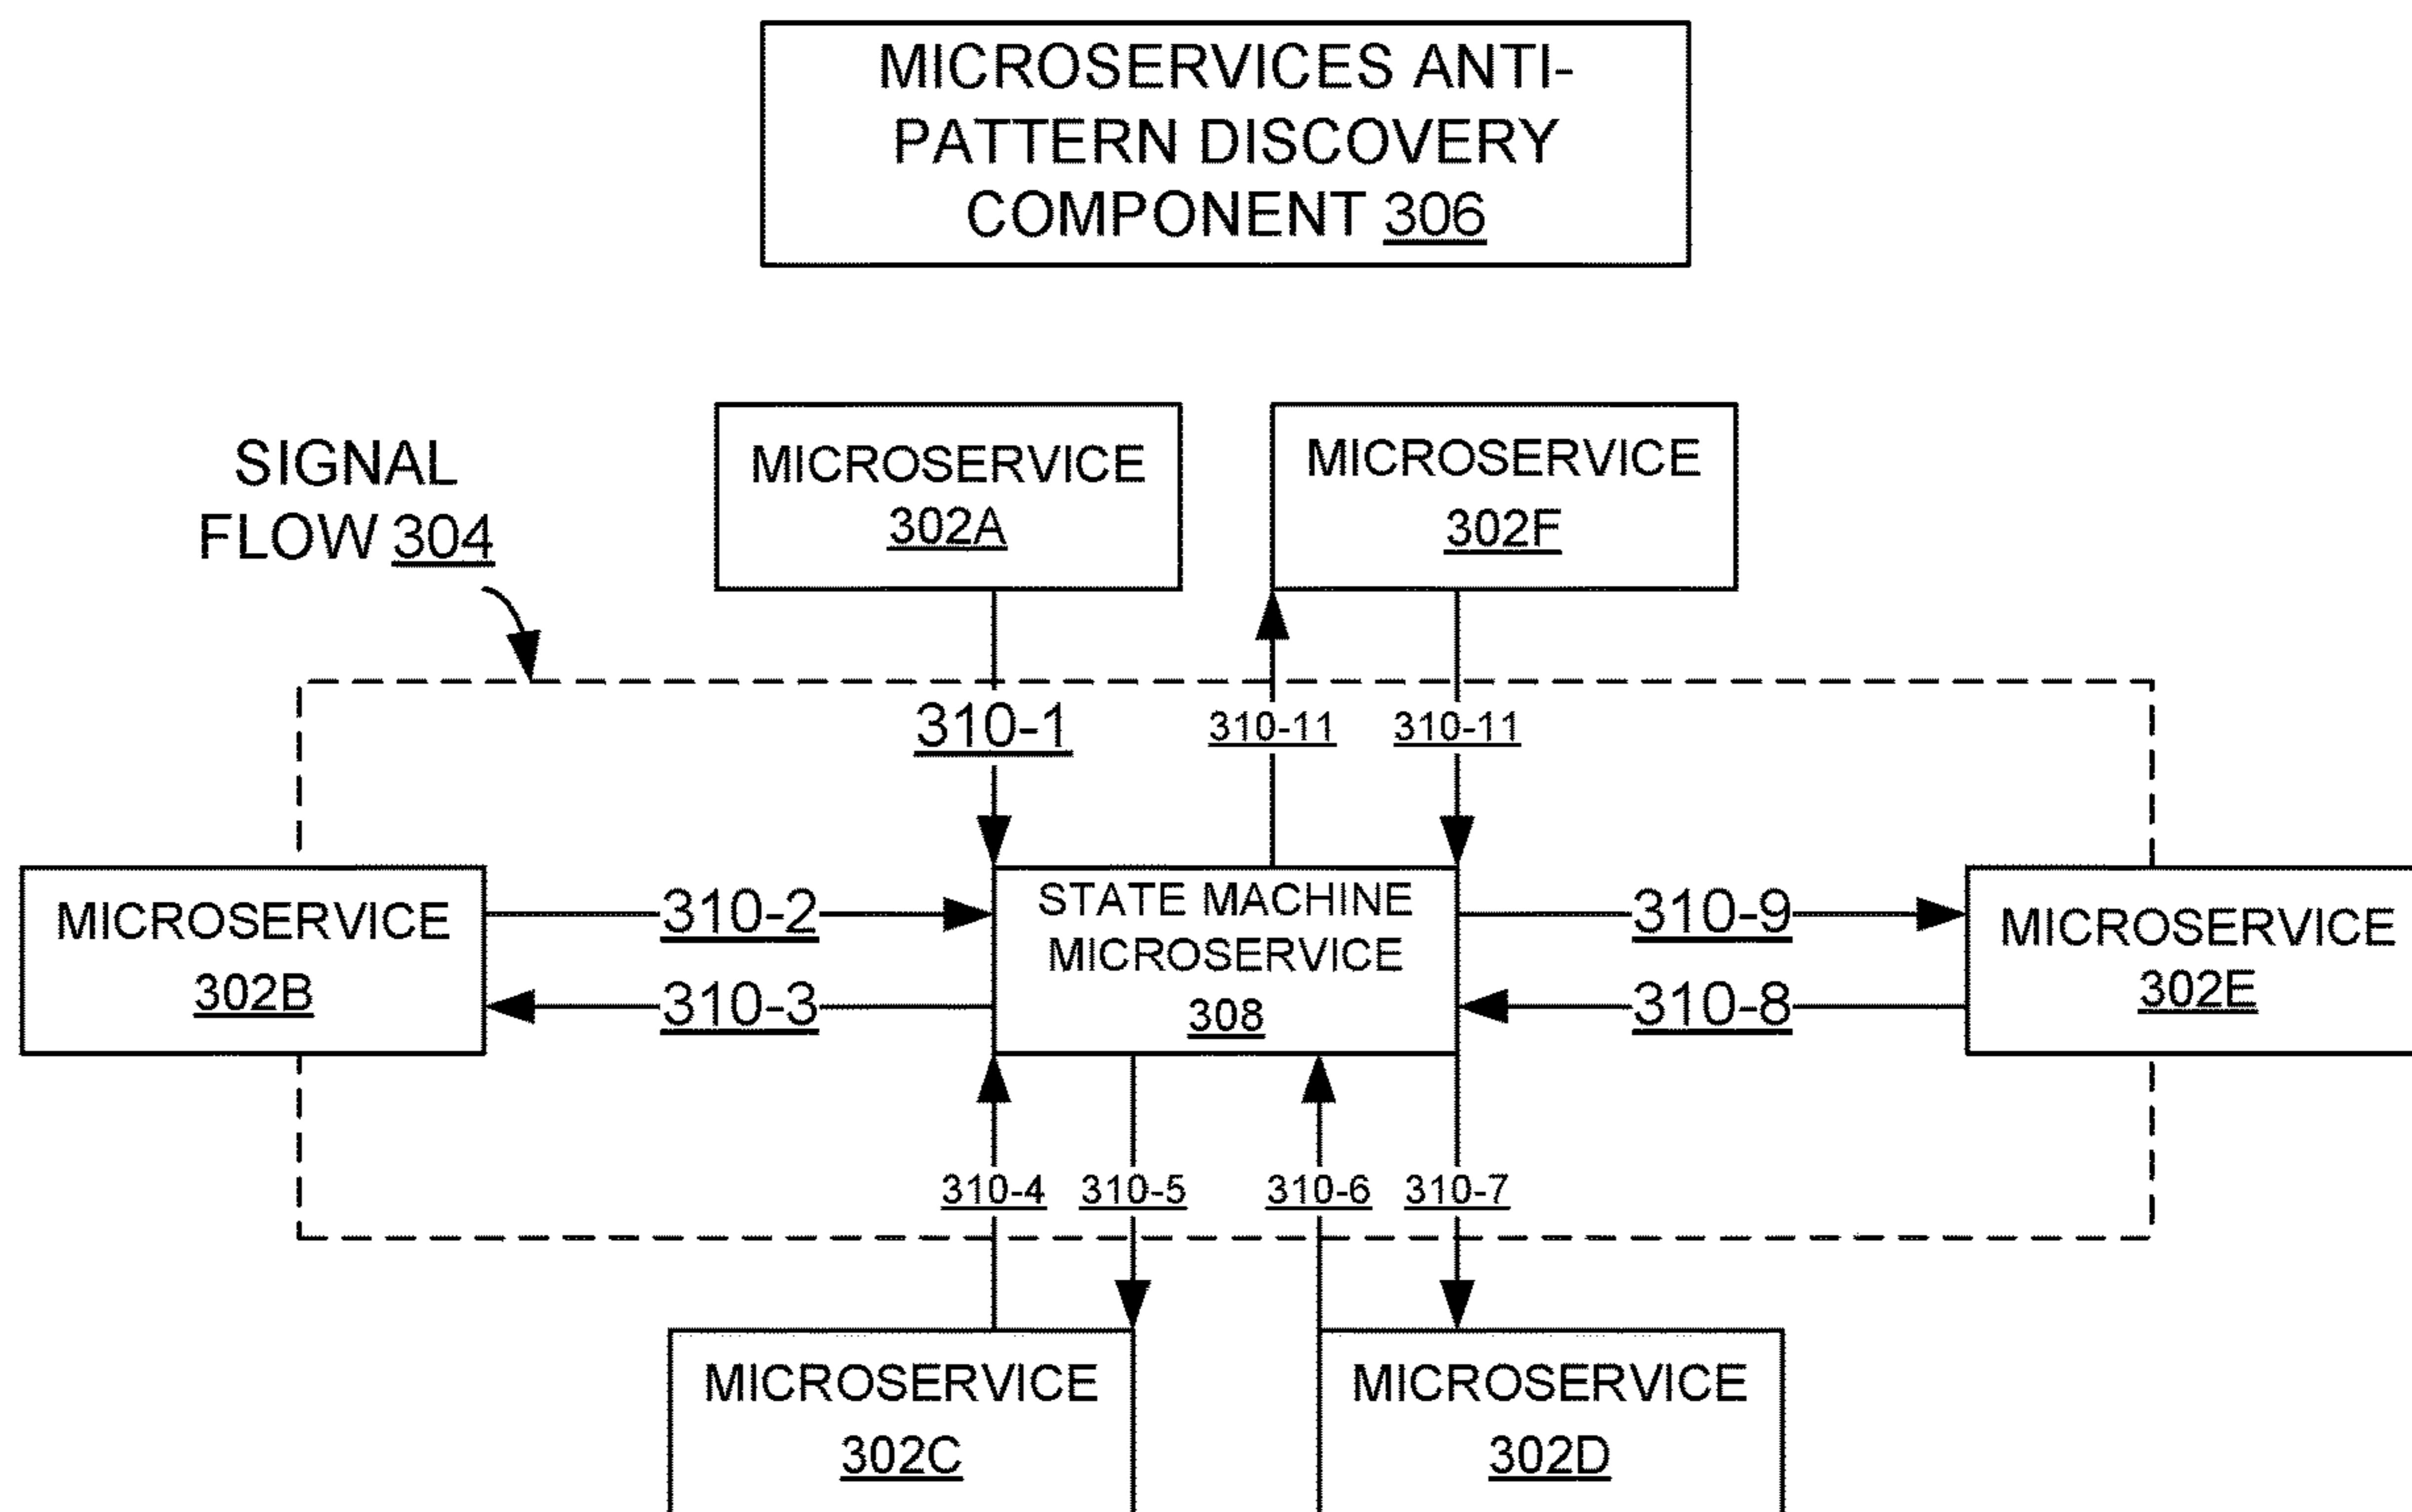 MICROSERVICES ANTI-
PATTERN DISCOVERY
COMPONENT 306
SIGNAL
FLOW 304
MICROSERVICE
302A
MICROSERVICE
302F
310-1
310-11
310-11
MICROSERVICE
302B
310-2
310-3
STATE MACHINE
MICROSERVICE
308
310-9
310-8
MICROSERVICE
302E
310-4
310-5
310-6
310-7
MICROSERVICE
302C
MICROSERVICE
302D